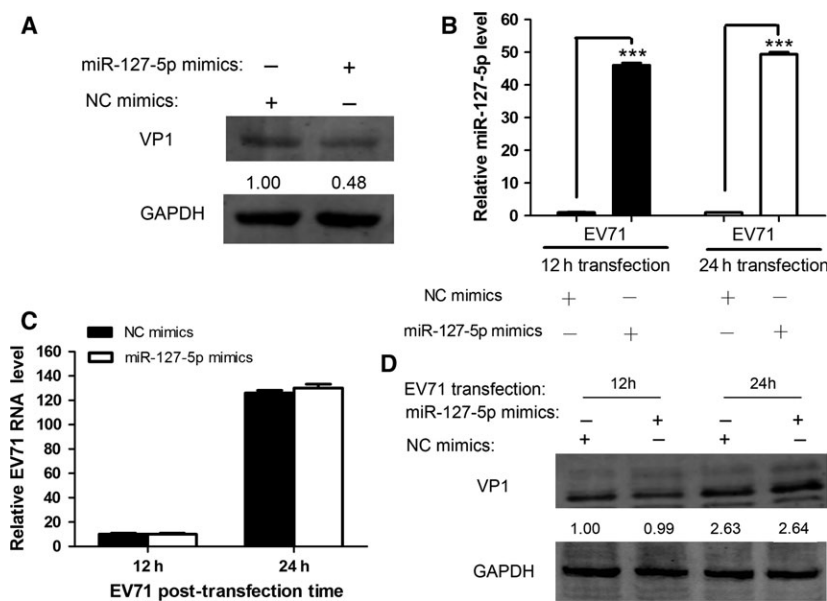 A
miR-127-5p mimics: − +
NC mimics: + −
VP1
1.00 0.48
GAPDH
B
Relative miR-127-5p level
60
50
40
30
20
10
0
*** ***
EV71 EV71
12 h transfection 24 h transfection
NC mimics + − + −
miR-127-5p mimics: − + − +
C
NC mimics
miR-127-5p mimics
Relative EV71 RNA level
160
140
120
100
80
60
40
20
0
12 h 24 h
EV71 post-transfection time
D
EV71 transfection: 12h 24h
miR-127-5p mimics: − + − +
NC mimics: + − + −
VP1
1.00 0.99 2.63 2.64
GAPDH